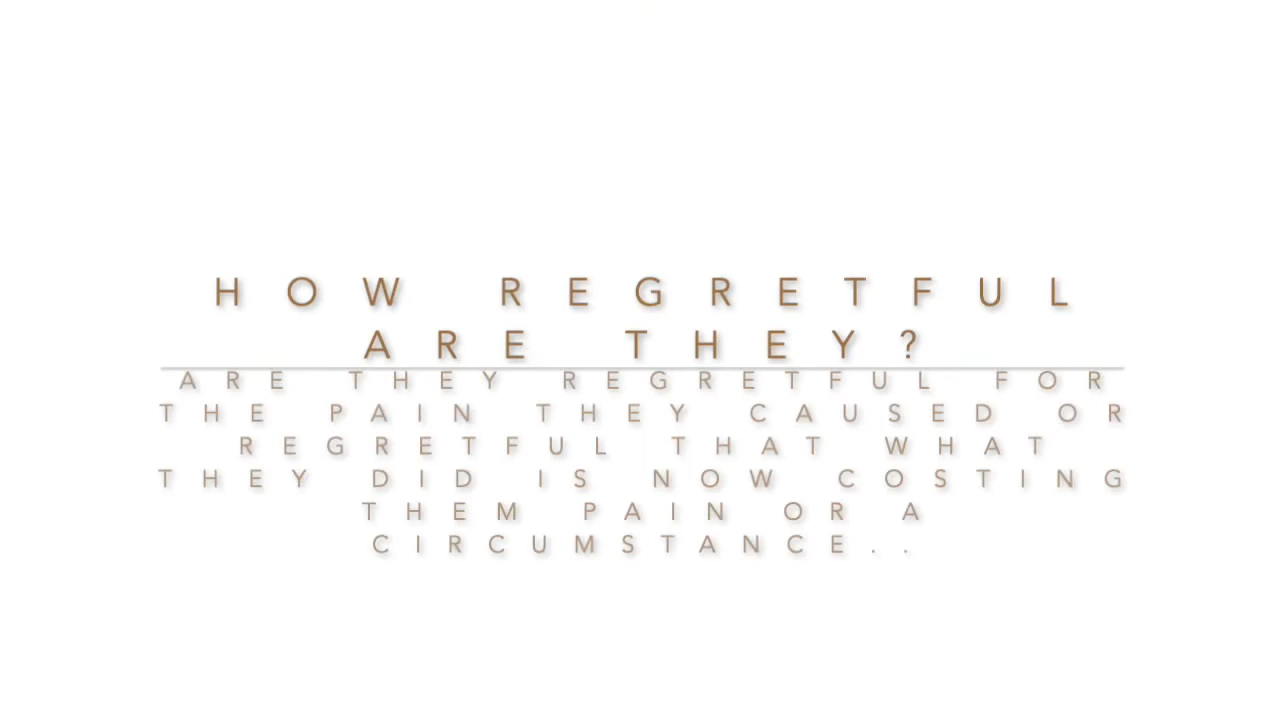 HOW REGRETFUL
ARE THEY?
ARE THEY REGRETFUL FOR
THE PAIN THEY CAUSED OR
REGRETFUL THAT WHAT
THEY DID IS NOW COSTING
THEM PAIN OR A
CIRCUMSTANCE..